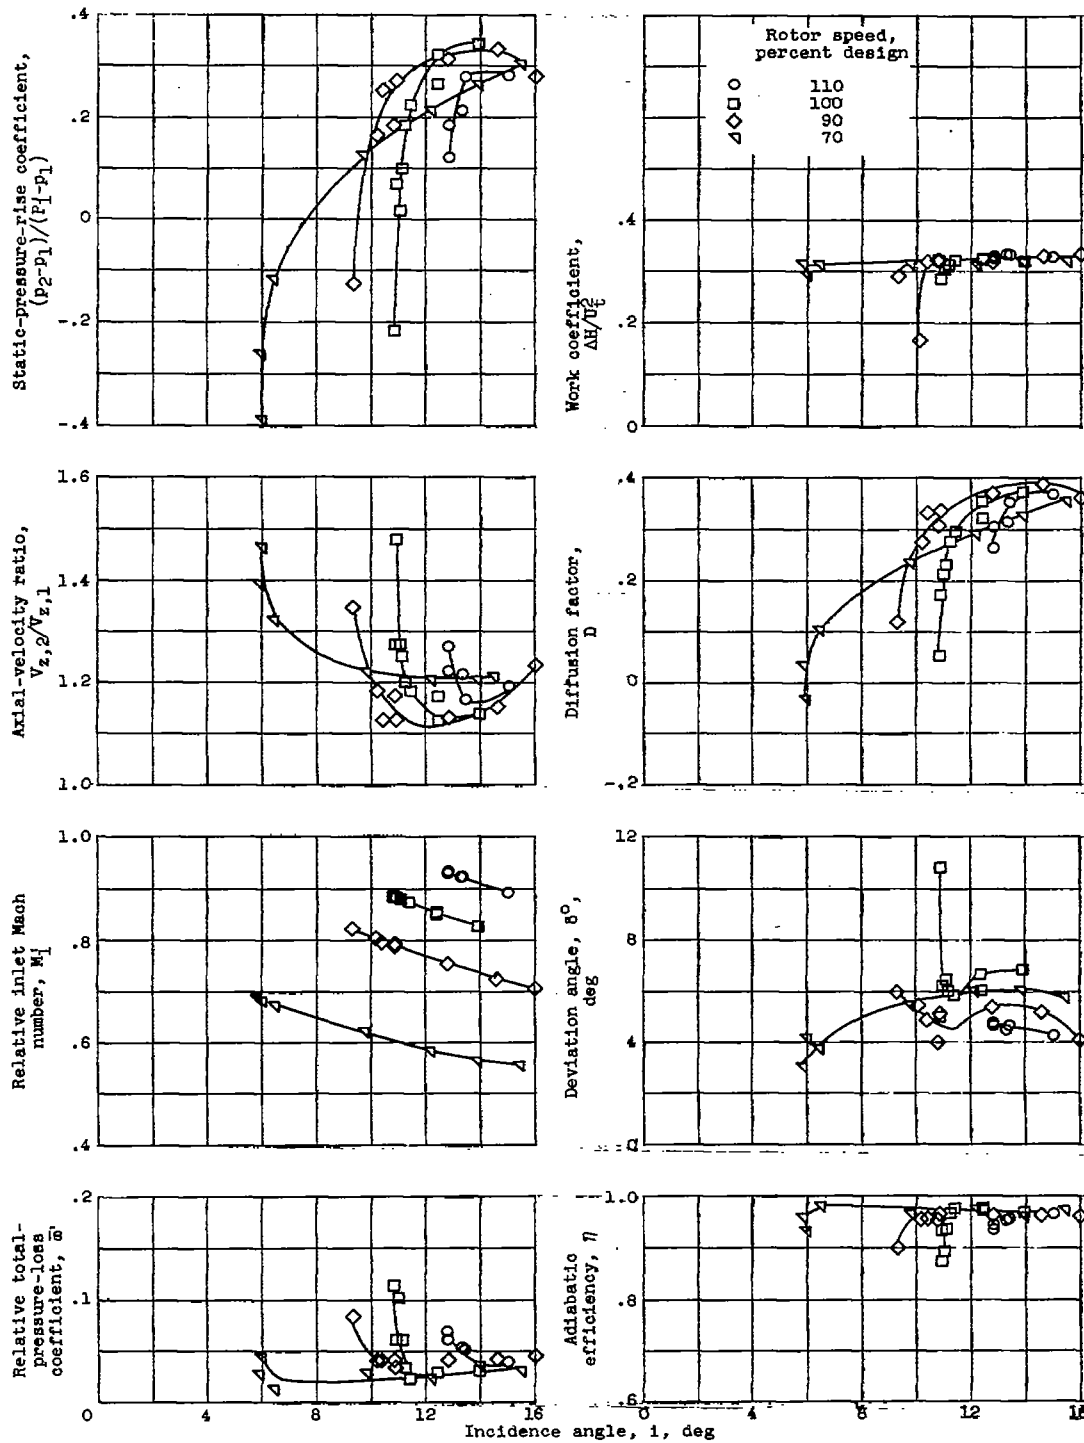 Static-pressure-rise coefficient,
(p2-p1)/(P1'-p1)
.4
0.2
0
-.2
-.4
Work coefficient,
ΔH/Ut²
Rotor speed,
percent design
110
100
90
70
.4
.2
0
Axial-velocity ratio,
Vz,2/Vz,1
1.6
1.4
1.2
1.0
Diffusion factor,
D
.4
.2
0
-.2
Relative inlet Mach
number, M1'
1.0
.8
.6
.4
Deviation angle, δ°,
deg
12
8
4
0
Relative total-
pressure-loss
coefficient, ω̄'
.2
.1
0
0 4 8 12 16
Adiabatic
efficiency, η
1.0
.8
.6
0 4 8 12 16
Incidence angle, i, deg